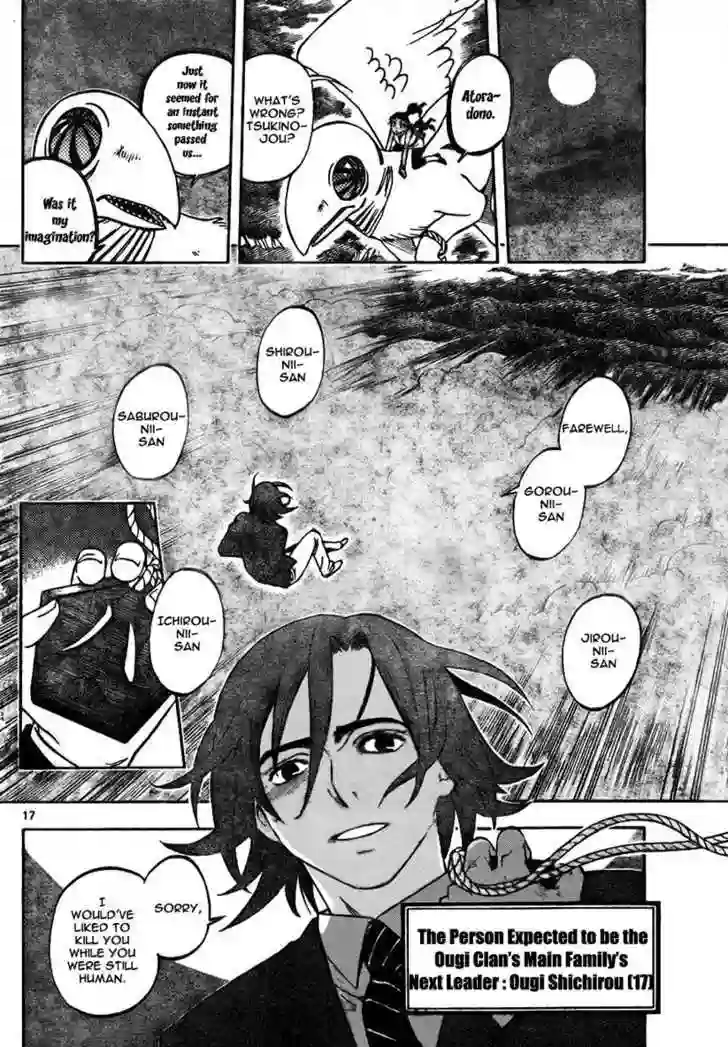 Atora-
dono.
WHAT'S
WRONG?
TSUKINO-
JOU?
Just
now it
seemed for
an instant
something
passed
us...
Was it
my
imagination?
FAREWELL,
GOROU-
NII-
SAN
SHIROU-
NII-
SAN
SABUROU-
NII-
SAN
JIROU-
NII-
SAN
ICHIROU-
NII-
SAN
17
SORRY,
I
WOULD'VE
LIKED TO
KILL YOU
WHILE YOU
WERE STILL
HUMAN.
The Person Expected to be the
Ougi Clan's Main Family's
Next Leader : Ougi Shichirou (17)